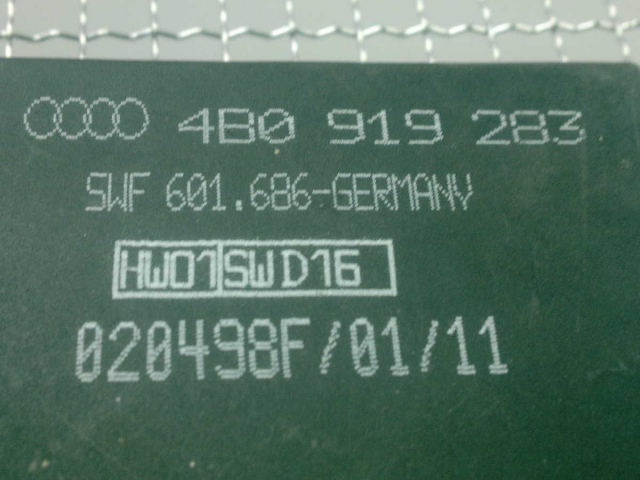 4B0 919 283
SWF 601.686-GERMANY
HW01 SW D16
020498F/01/11